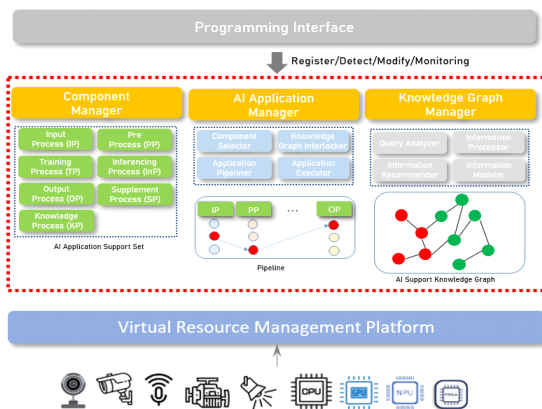 Programming Interface
Register/Detect/Modify/Monitoring
Component
Manager
AI Application
Manager
Knowledge Graph
Manager
Input
Process (IP)
Pre
Process (PP)
Training
Process (TP)
Inferencing
Process (InP)
Output
Process (OP)
Supplement
Process (SP)
Knowledge
Process (KP)
AI Application Support Set
Component
Selector
Knowledge
Graph Interlocker
Application
Pipeliner
Application
Executor
IP
PP
...
OP
Pipeline
Query Analyzer
Information
Processor
Information
Recommender
Information
Modeler
AI Support Knowledge Graph
Virtual Resource Management Platform
CPU
GPU
NPU